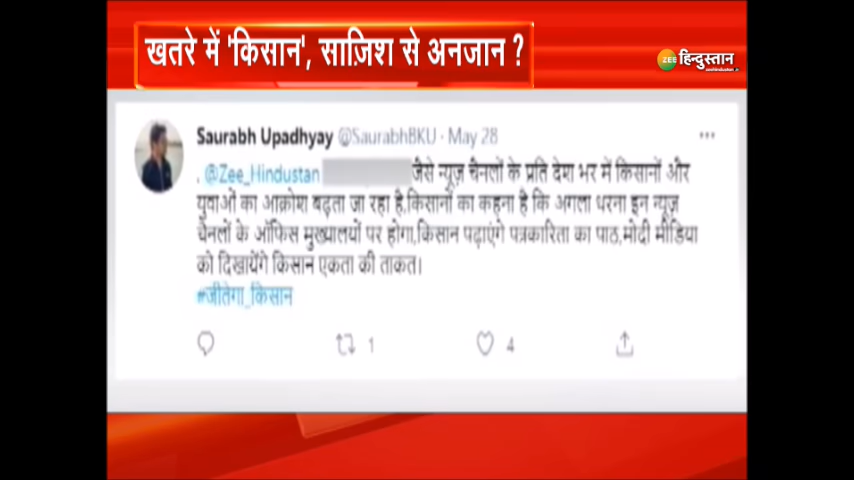 खतरे में 'किसान', साज़िश से अनजान ?
ZEE हिन्दुस्तान
Saurabh Upadhyay @SaurabhBKU · May 28
. @Zee_Hindustan जैसे न्यूज़ चैनलों के प्रति देश भर में किसानों और
युवाओं का आक्रोश बढ़ता जा रहा है,किसानों का कहना है कि अगला धरना इन न्यूज़
चैनलों के ऑफिस मुख्यालयों पर होगा,किसान पढ़ाएंगे पत्रकारिता का पाठ,मोदी मीडिया
को दिखायेंगे किसान एकता की ताकत।
#जीतेगा_किसान
1 4